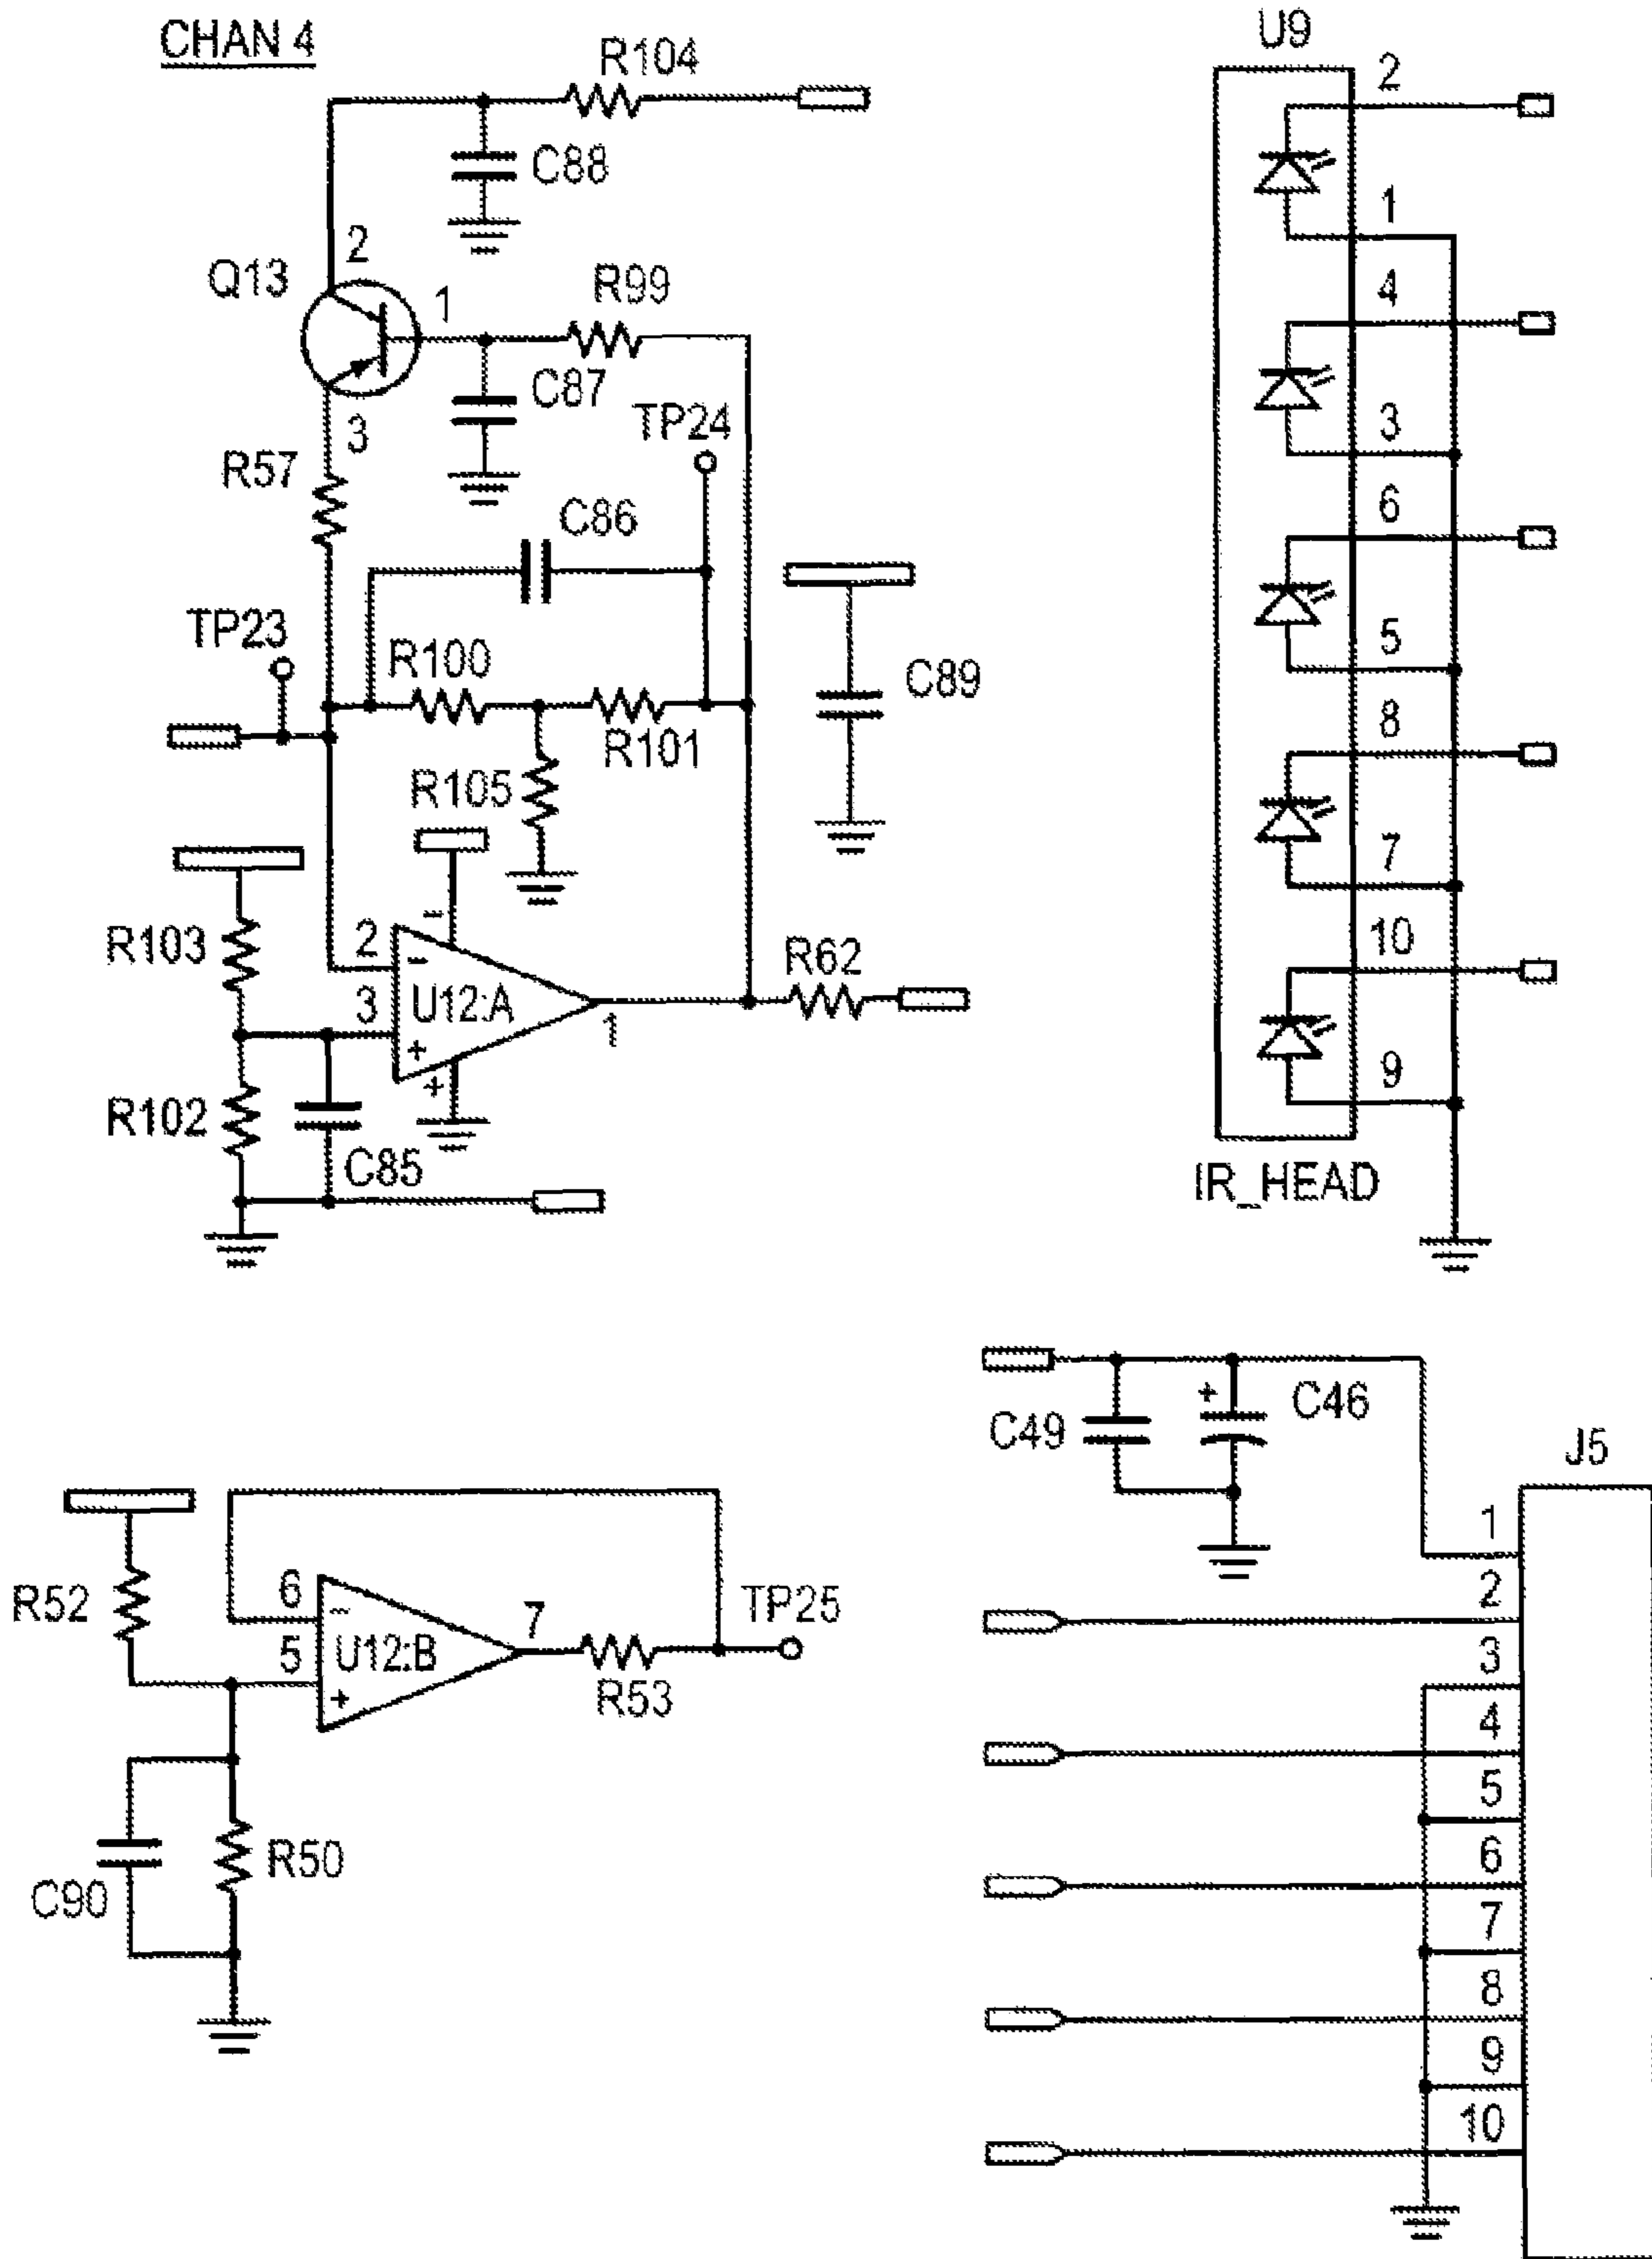 CHAN 4
R104
C88
2
Q13
1
R99
C87
3
R57
TP24
C86
TP23
R100
R101
R105
C89
R103
2
-
-
3
U12:A
+
+
1
R62
R102
C85
U9
2
1
4
3
6
5
8
7
10
9
IR_HEAD
R52
6
-
5
U12:B
+
7
R53
TP25
C90
R50
C49
+
C46
J5
1
2
3
4
5
6
7
8
9
10